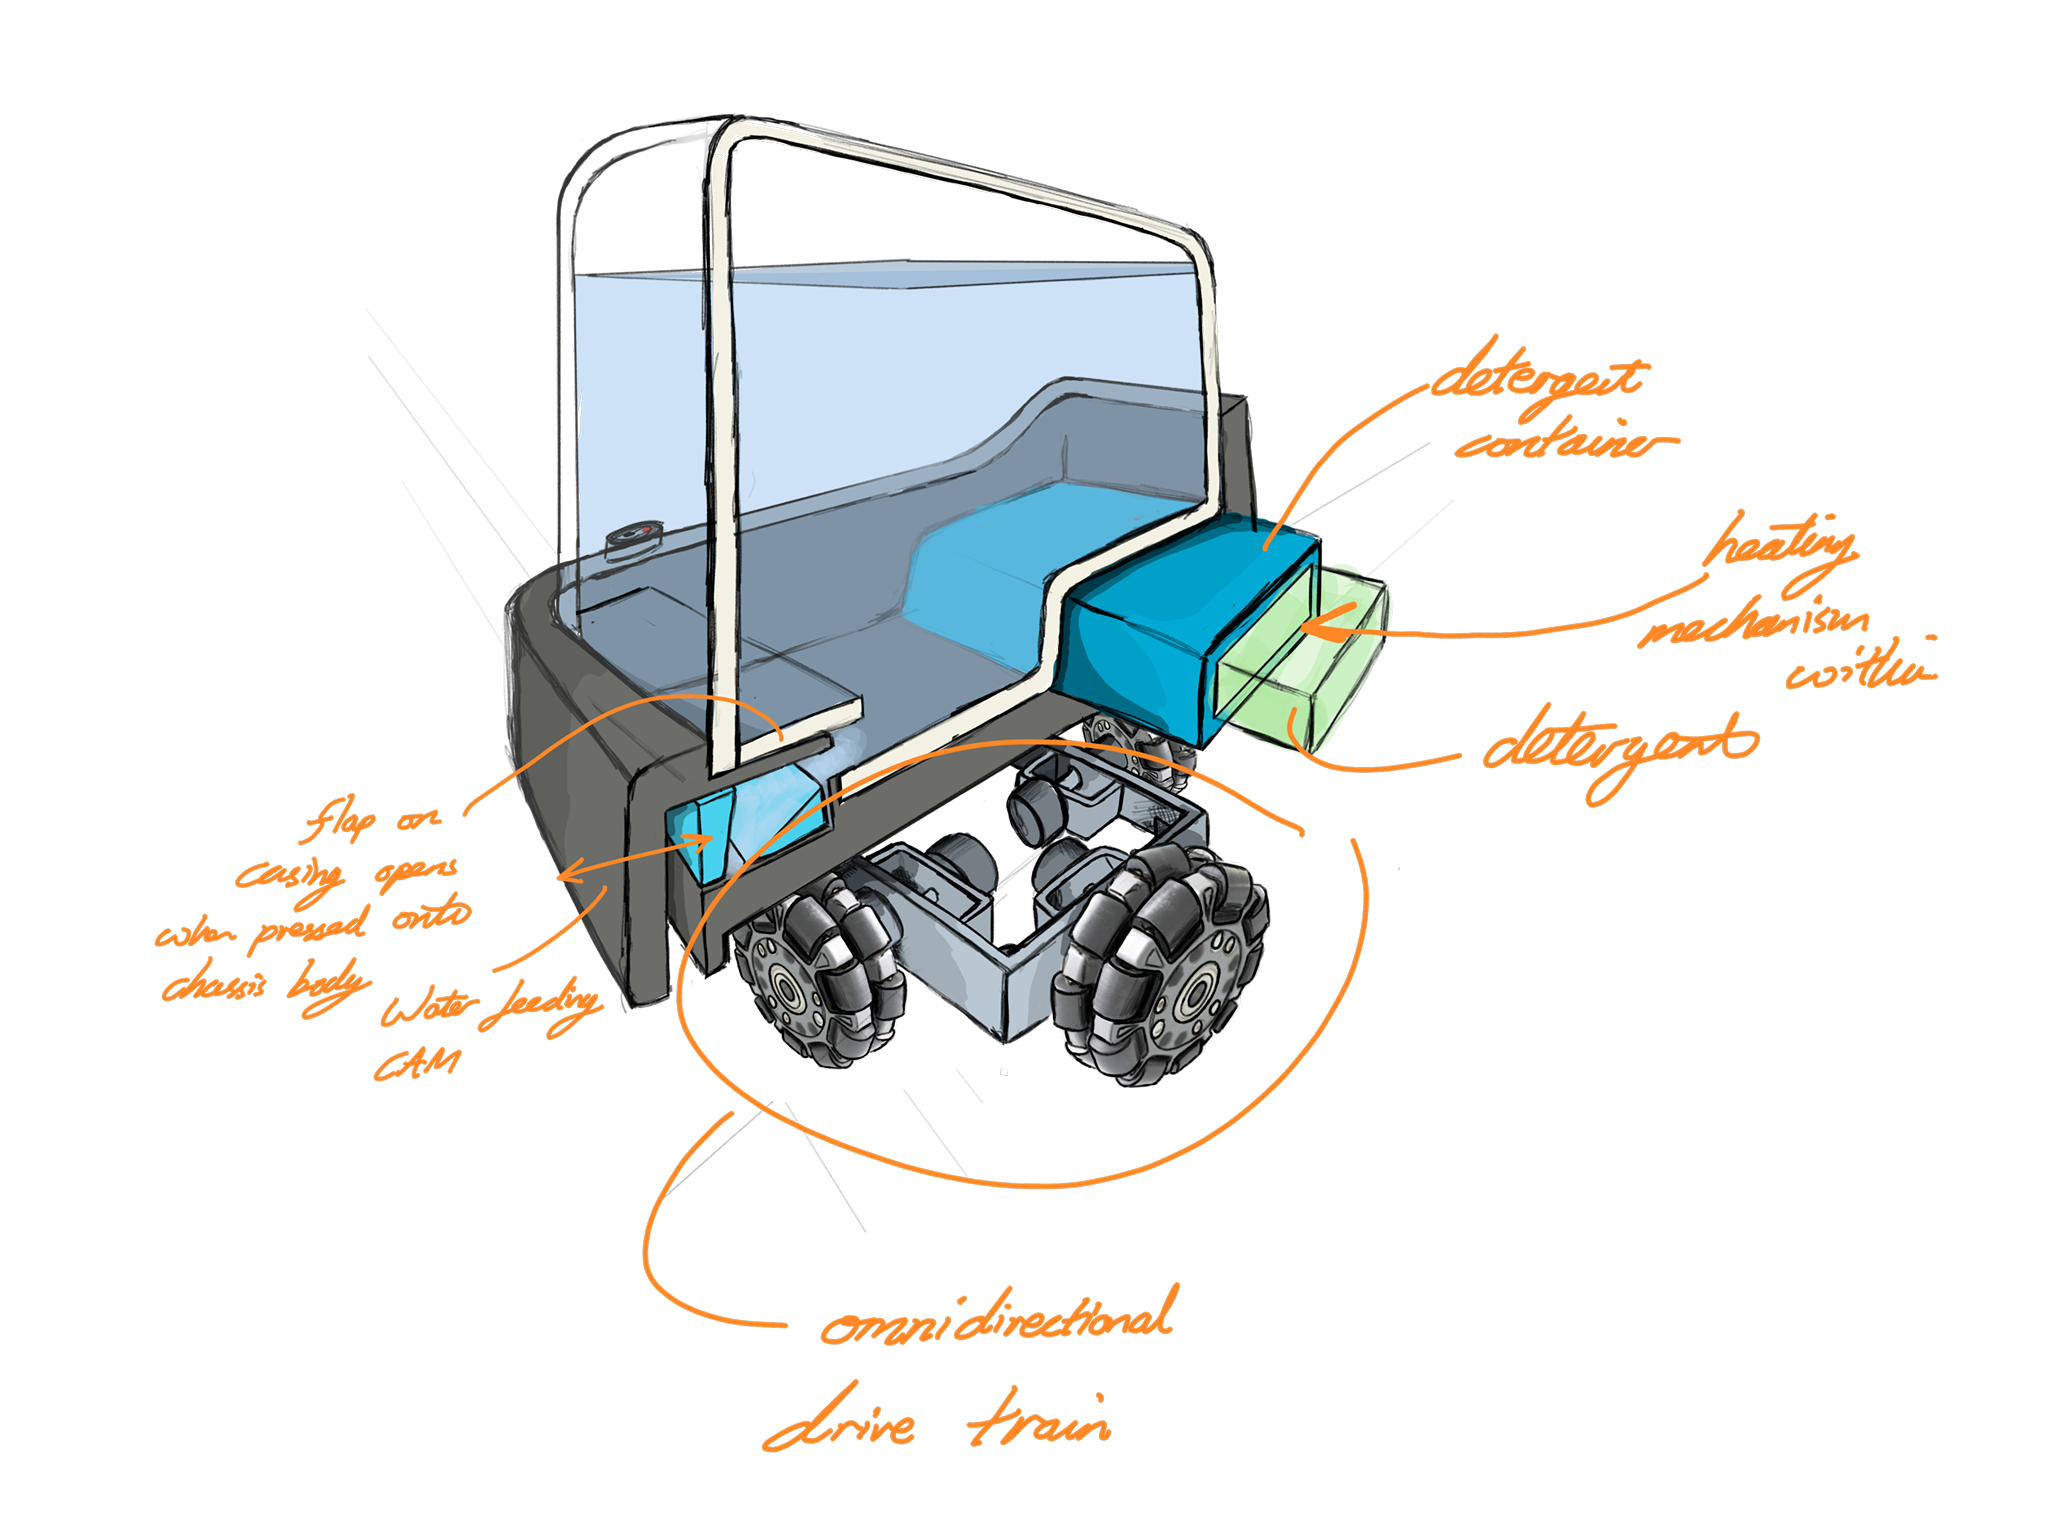 detergent
container
heating
mechanism
within
detergent
flap on
casing opens
when pressed onto
chassis body
Water feeding
CAM
omnidirectional
drive train